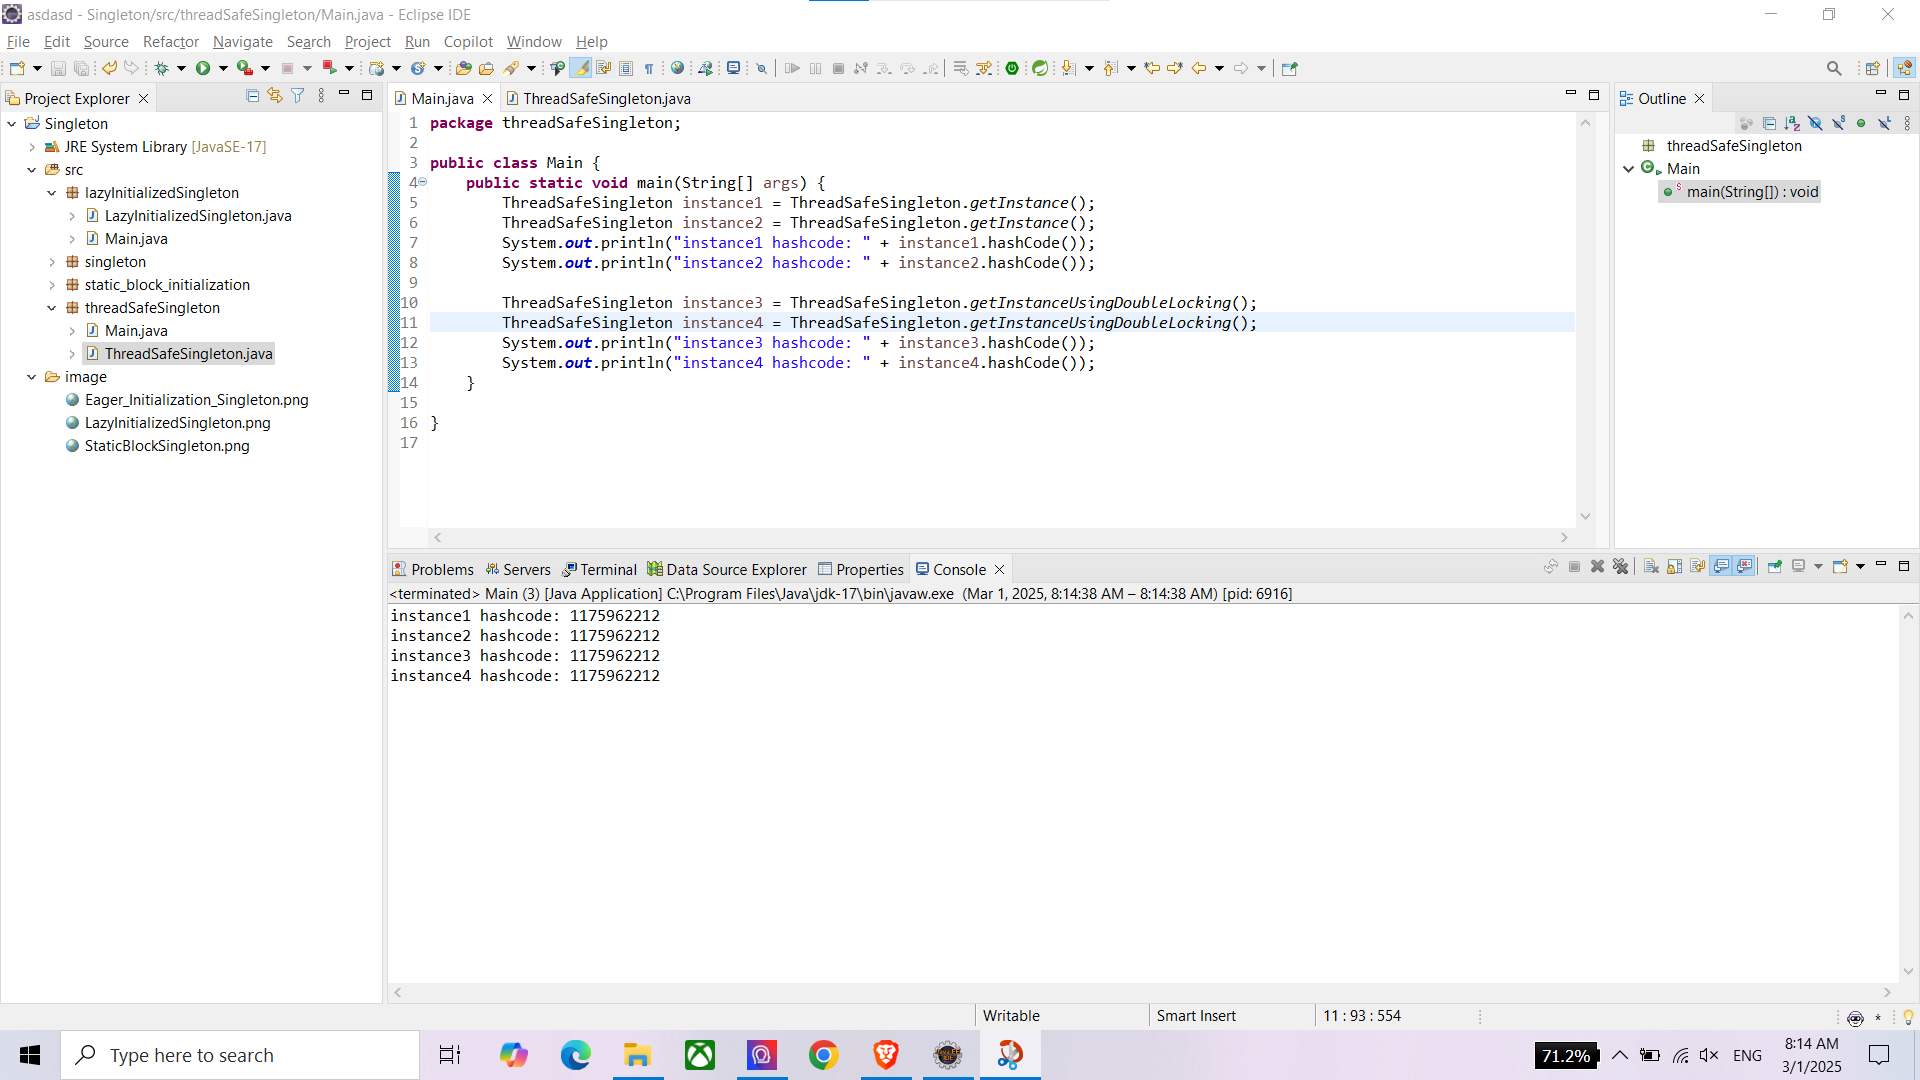 asdasd - Singleton/src/threadSafeSingleton/Main.java - Eclipse IDE
File Edit Source Refactor Navigate Search Project Run Copilot Window Help
Project Explorer
Singleton
JRE System Library [JavaSE-17]
src
lazyInitializedSingleton
LazyInitializedSingleton.java
Main.java
singleton
static_block_initialization
threadSafeSingleton
Main.java
ThreadSafeSingleton.java
image
Eager_Initialization_Singleton.png
LazyInitializedSingleton.png
StaticBlockSingleton.png
Main.java ThreadSafeSingleton.java
1 package threadSafeSingleton;
2
3 public class Main {
4 public static void main(String[] args) {
5 ThreadSafeSingleton instance1 = ThreadSafeSingleton.getInstance();
6 ThreadSafeSingleton instance2 = ThreadSafeSingleton.getInstance();
7 System.out.println("instance1 hashcode: " + instance1.hashCode());
8 System.out.println("instance2 hashcode: " + instance2.hashCode());
9
10 ThreadSafeSingleton instance3 = ThreadSafeSingleton.getInstanceUsingDoubleLocking();
11 ThreadSafeSingleton instance4 = ThreadSafeSingleton.getInstanceUsingDoubleLocking();
12 System.out.println("instance3 hashcode: " + instance3.hashCode());
13 System.out.println("instance4 hashcode: " + instance4.hashCode());
14 }
15
16 }
17
Outline
threadSafeSingleton
Main
main(String[]) : void
Problems Servers Terminal Data Source Explorer Properties Console
<terminated> Main (3) [Java Application] C:\Program Files\Java\jdk-17\bin\javaw.exe (Mar 1, 2025, 8:14:38 AM – 8:14:38 AM) [pid: 6916]
instance1 hashcode: 1175962212
instance2 hashcode: 1175962212
instance3 hashcode: 1175962212
instance4 hashcode: 1175962212
Writable Smart Insert 11 : 93 : 554
Type here to search
71.2% ENG
8:14 AM
3/1/2025